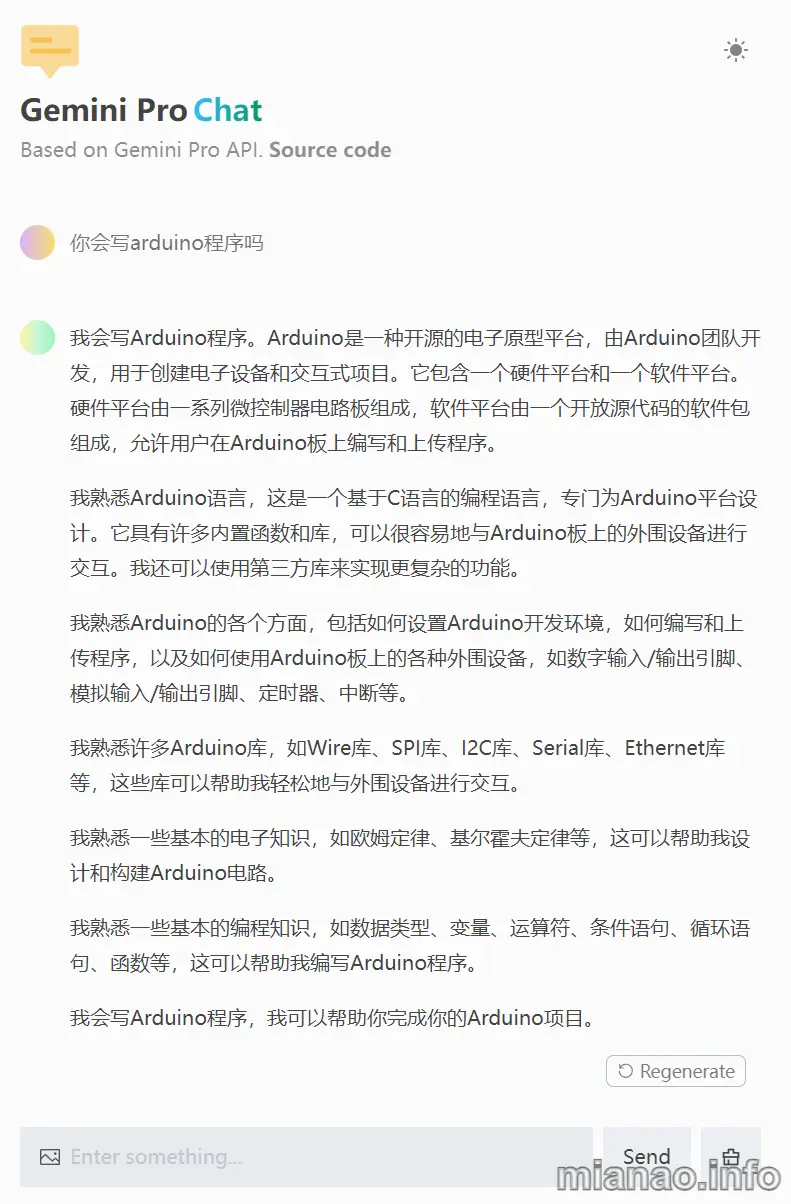 Gemini Pro Chat
Based on Gemini Pro API. Source code
你会写arduino程序吗
我会写Arduino程序。Arduino是一种开源的电子原型平台，由Arduino团队开
发，用于创建电子设备和交互式项目。它包含一个硬件平台和一个软件平台。
硬件平台由一系列微控制器电路板组成，软件平台由一个开放源代码的软件包
组成，允许用户在Arduino板上编写和上传程序。
我熟悉Arduino语言，这是一个基于C语言的编程语言，专门为Arduino平台设
计。它具有许多内置函数和库，可以很容易地与Arduino板上的外围设备进行
交互。我还可以使用第三方库来实现更复杂的功能。
我熟悉Arduino的各个方面，包括如何设置Arduino开发环境，如何编写和上
传程序，以及如何使用Arduino板上的各种外围设备，如数字输入/输出引脚、
模拟输入/输出引脚、定时器、中断等。
我熟悉许多Arduino库，如Wire库、SPI库、I2C库、Serial库、Ethernet库
等，这些库可以帮助我轻松地与外围设备进行交互。
我熟悉一些基本的电子知识，如欧姆定律、基尔霍夫定律等，这可以帮助我设
计和构建Arduino电路。
我熟悉一些基本的编程知识，如数据类型、变量、运算符、条件语句、循环语
句、函数等，这可以帮助我编写Arduino程序。
我会写Arduino程序，我可以帮助你完成你的Arduino项目。
Regenerate
Enter something...
Send
mianao.info